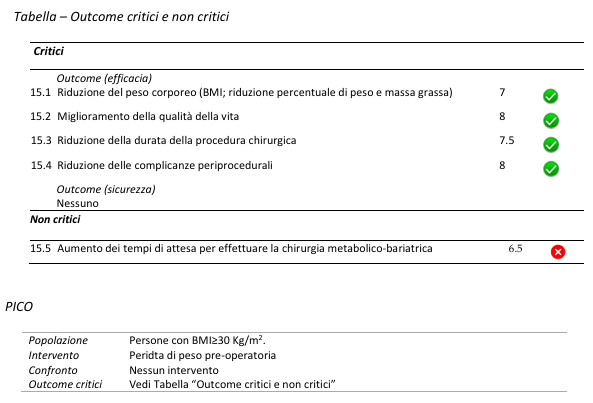 Tabella – Outcome critici e non critici
Critici
Outcome (efficacia)
15.1 Riduzione del peso corporeo (BMI; riduzione percentuale di peso e massa grassa) 7
15.2 Miglioramento della qualità della vita 8
15.3 Riduzione della durata della procedura chirurgica 7.5
15.4 Riduzione delle complicanze periprocedurali 8
Outcome (sicurezza)
Nessuno
Non critici
15.5 Aumento dei tempi di attesa per effettuare la chirurgia metabolico-bariatrica 6.5
PICO
Popolazione Persone con BMI≥30 Kg/m².
Intervento Peridta di peso pre-operatoria
Confronto Nessun intervento
Outcome critici Vedi Tabella “Outcome critici e non critici”